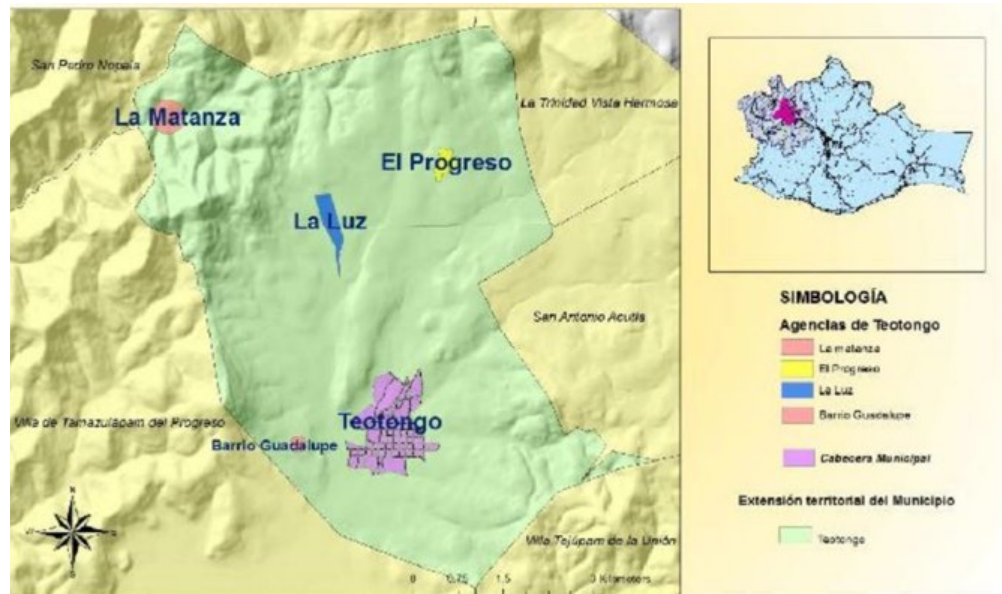 San Pedro Nopala
La Matanza
La Trinidad Vista Hermosa
El Progreso
La Luz
San Antonio Acutla
Teotongo
Villa de Tamazulapam del Progreso
Barrio Guadalupe
Villa Tejúpam de la Unión
N
0 0.75 1.5 3 Kilometers
SIMBOLOGÍA
Agencias de Teotongo
La matanza
El Progreso
La Luz
Barrio Guadalupe
Cabecera Municipal
Extensión territorial del Municipio
Teotongo